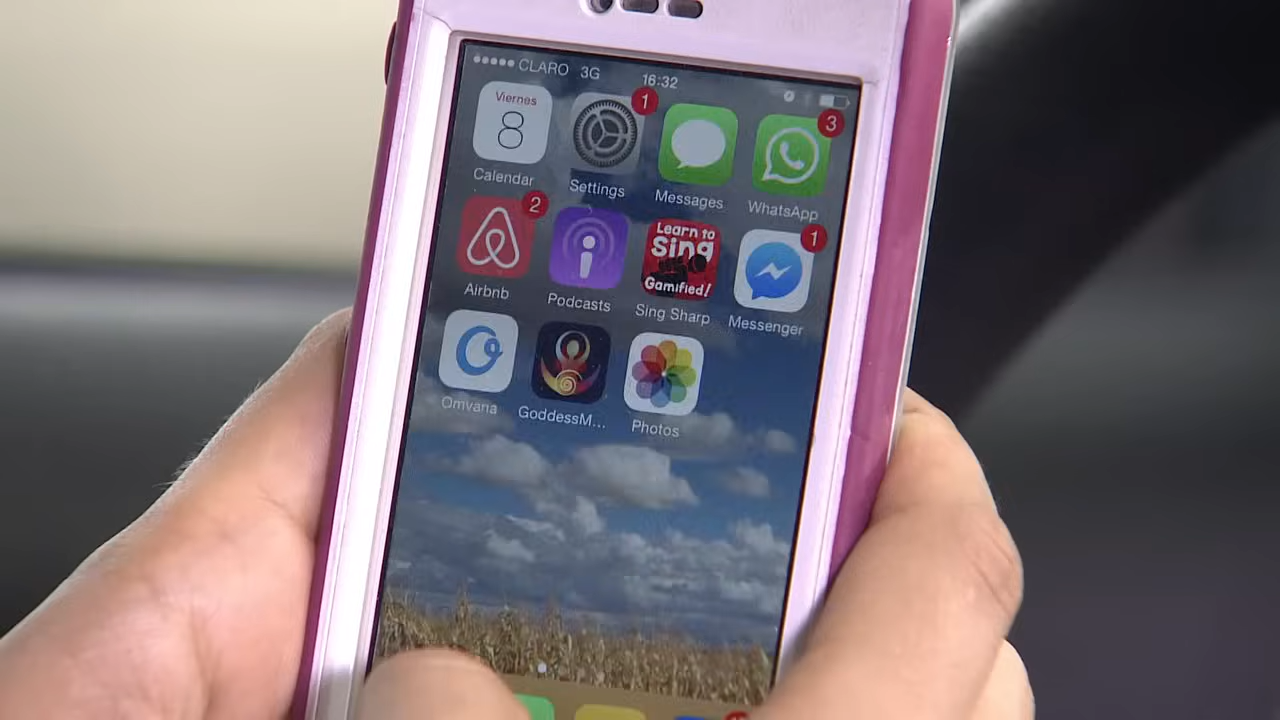 CLARO 3G 16:32
Viernes
8
1
3
Calendar
Settings
Messages
WhatsApp
2
Learn to
Sing
Gamified!
1
Airbnb
Podcasts
Sing Sharp
Messenger
Omvana
GoddessM...
Photos